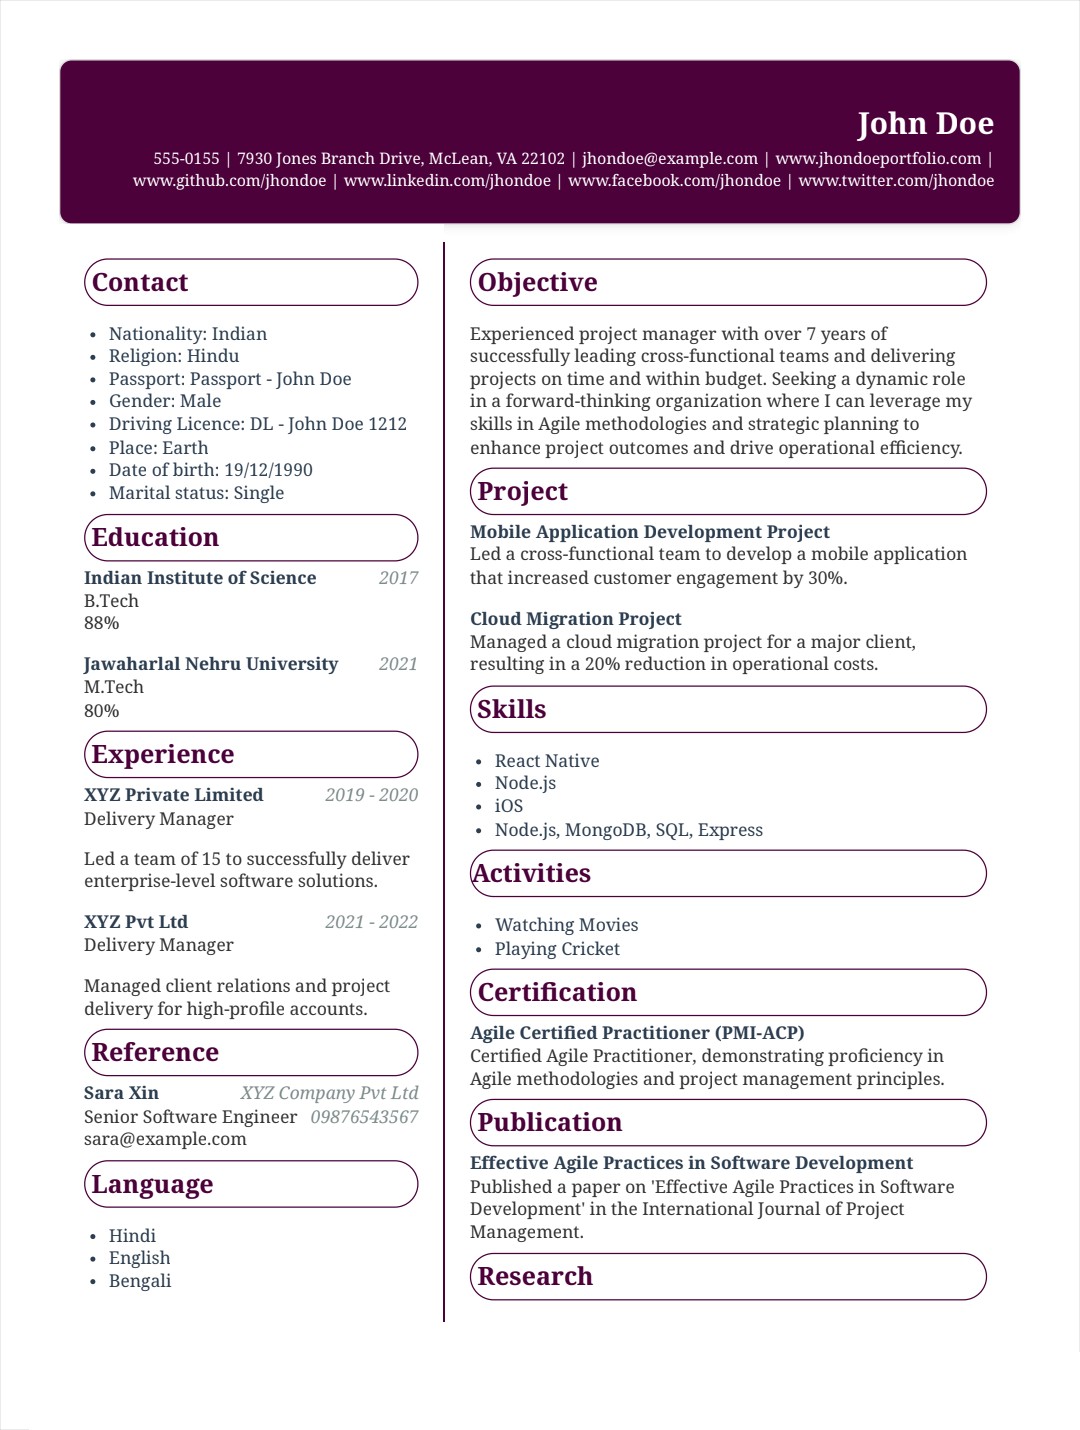 John Doe
555-0155 | 7930 Jones Branch Drive, McLean, VA 22102 | jhondoe@example.com | www.jhondoeportfolio.com |
www.github.com/jhondoe | www.linkedin.com/jhondoe | www.facebook.com/jhondoe | www.twitter.com/jhondoe
Contact
• Nationality: Indian
• Religion: Hindu
• Passport: Passport - John Doe
• Gender: Male
• Driving Licence: DL - John Doe 1212
• Place: Earth
• Date of birth: 19/12/1990
• Marital status: Single
Education
Indian Institute of Science 2017
B.Tech
88%
Jawaharlal Nehru University 2021
M.Tech
80%
Experience
XYZ Private Limited 2019 - 2020
Delivery Manager
Led a team of 15 to successfully deliver
enterprise-level software solutions.
XYZ Pvt Ltd 2021 - 2022
Delivery Manager
Managed client relations and project
delivery for high-profile accounts.
Reference
Sara Xin XYZ Company Pvt Ltd
Senior Software Engineer 09876543567
sara@example.com
Language
• Hindi
• English
• Bengali
Objective
Experienced project manager with over 7 years of
successfully leading cross-functional teams and delivering
projects on time and within budget. Seeking a dynamic role
in a forward-thinking organization where I can leverage my
skills in Agile methodologies and strategic planning to
enhance project outcomes and drive operational efficiency.
Project
Mobile Application Development Project
Led a cross-functional team to develop a mobile application
that increased customer engagement by 30%.
Cloud Migration Project
Managed a cloud migration project for a major client,
resulting in a 20% reduction in operational costs.
Skills
• React Native
• Node.js
• iOS
• Node.js, MongoDB, SQL, Express
Activities
• Watching Movies
• Playing Cricket
Certification
Agile Certified Practitioner (PMI-ACP)
Certified Agile Practitioner, demonstrating proficiency in
Agile methodologies and project management principles.
Publication
Effective Agile Practices in Software Development
Published a paper on 'Effective Agile Practices in Software
Development' in the International Journal of Project
Management.
Research